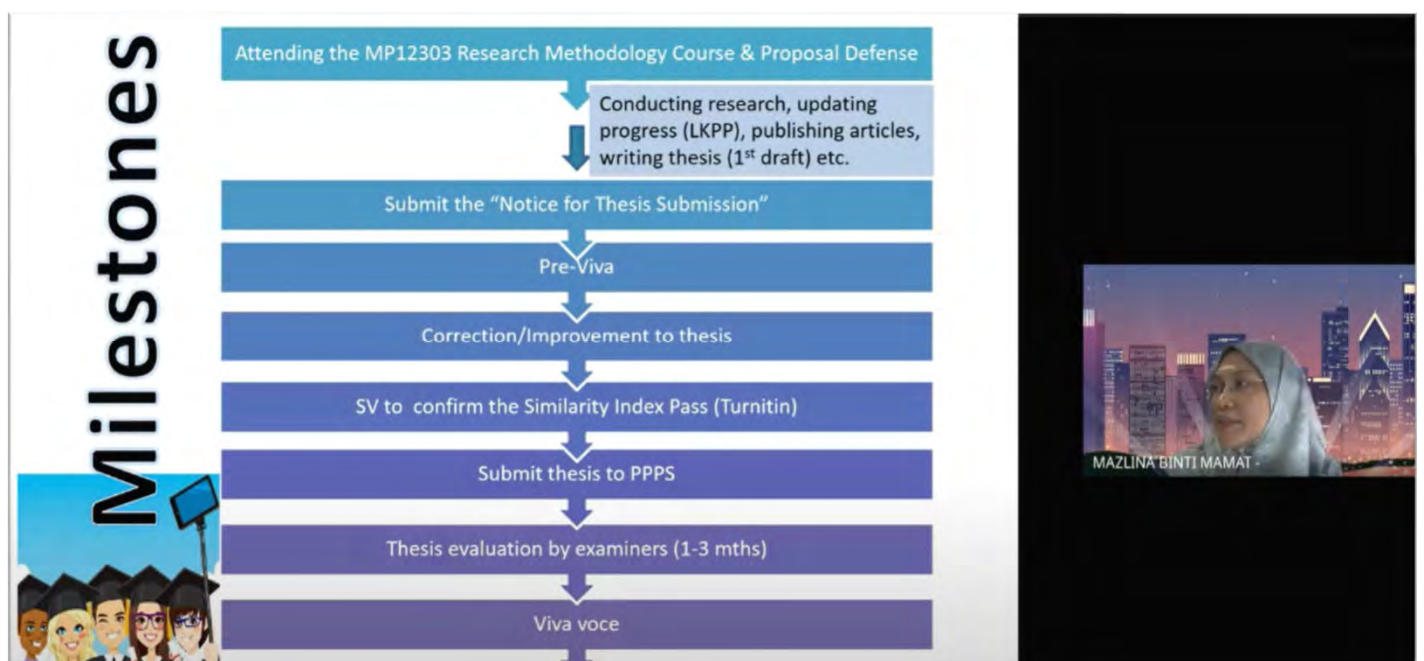 Milestones
Attending the MP12303 Research Methodology Course & Proposal Defense
Conducting research, updating
progress (LKPP), publishing articles,
writing thesis (1st draft) etc.
Submit the “Notice for Thesis Submission”
Pre-Viva
Correction/Improvement to thesis
SV to confirm the Similarity Index Pass (Turnitin)
Submit thesis to PPPS
Thesis evaluation by examiners (1-3 mths)
Viva voce
MAZLINA BINTI MAMAT -